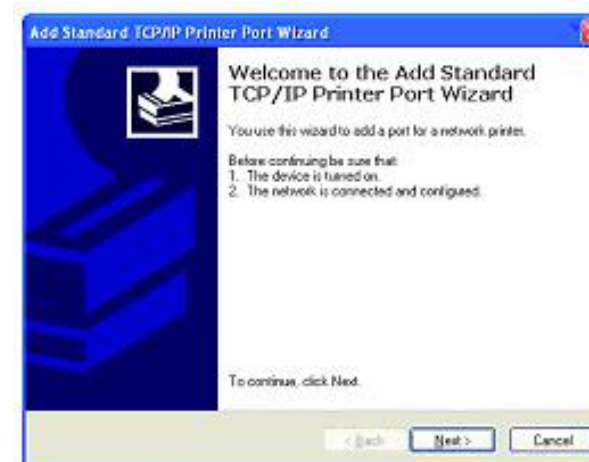 Add Standard TCP/IP Printer Port Wizard
Welcome to the Add Standard
TCP/IP Printer Port Wizard
You use this wizard to add a port for a network printer.
Before continuing be sure that:
1. The device is turned on.
2. The network is connected and configured.
To continue, click Next.
< Back Next > Cancel